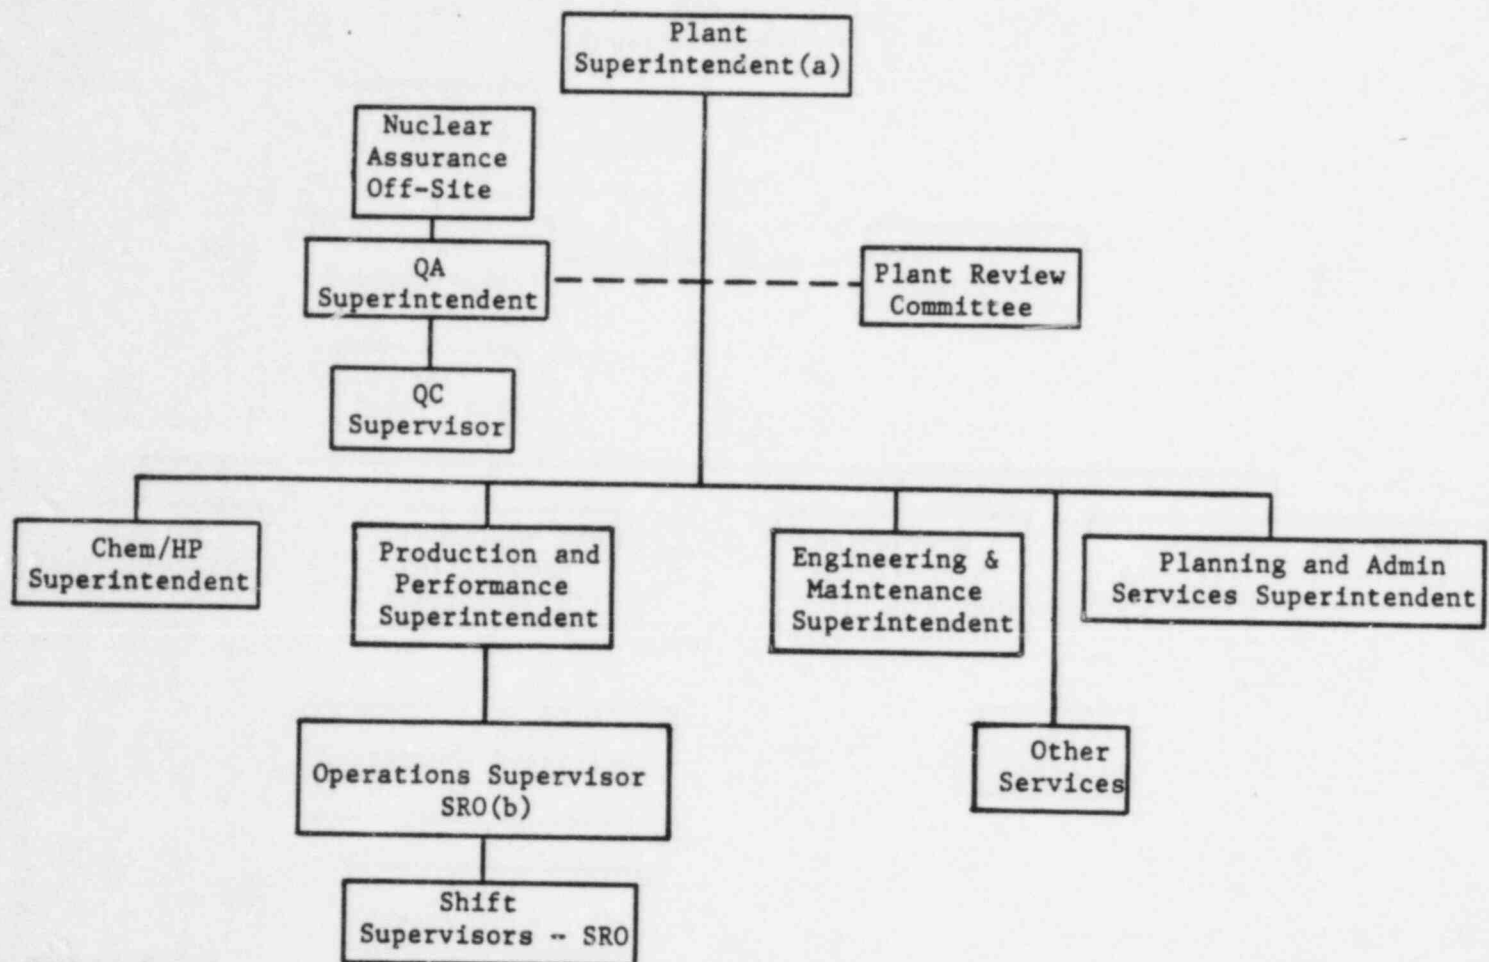 Plant
Superintendent(a)
Nuclear
Assurance
Off-Site
QA
Superintendent
Plant Review
Committee
QC
Supervisor
Chem/HP
Superintendent
Production and
Performance
Superintendent
Engineering &
Maintenance
Superintendent
Planning and Admin
Services Superintendent
Operations Supervisor
SRO(b)
Other
Services
Shift
Supervisors -- SRO